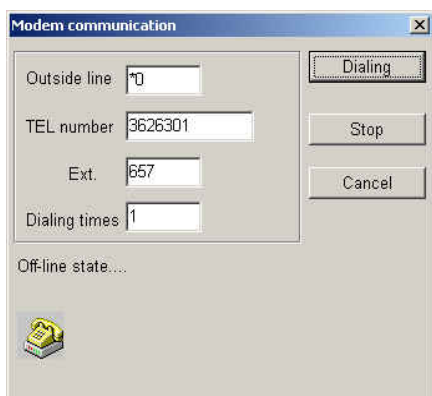 Modem communication
Outside line *0
TEL number 3626301
Ext. 657
Dialing times 1
Dialing
Stop
Cancel
Off-line state....